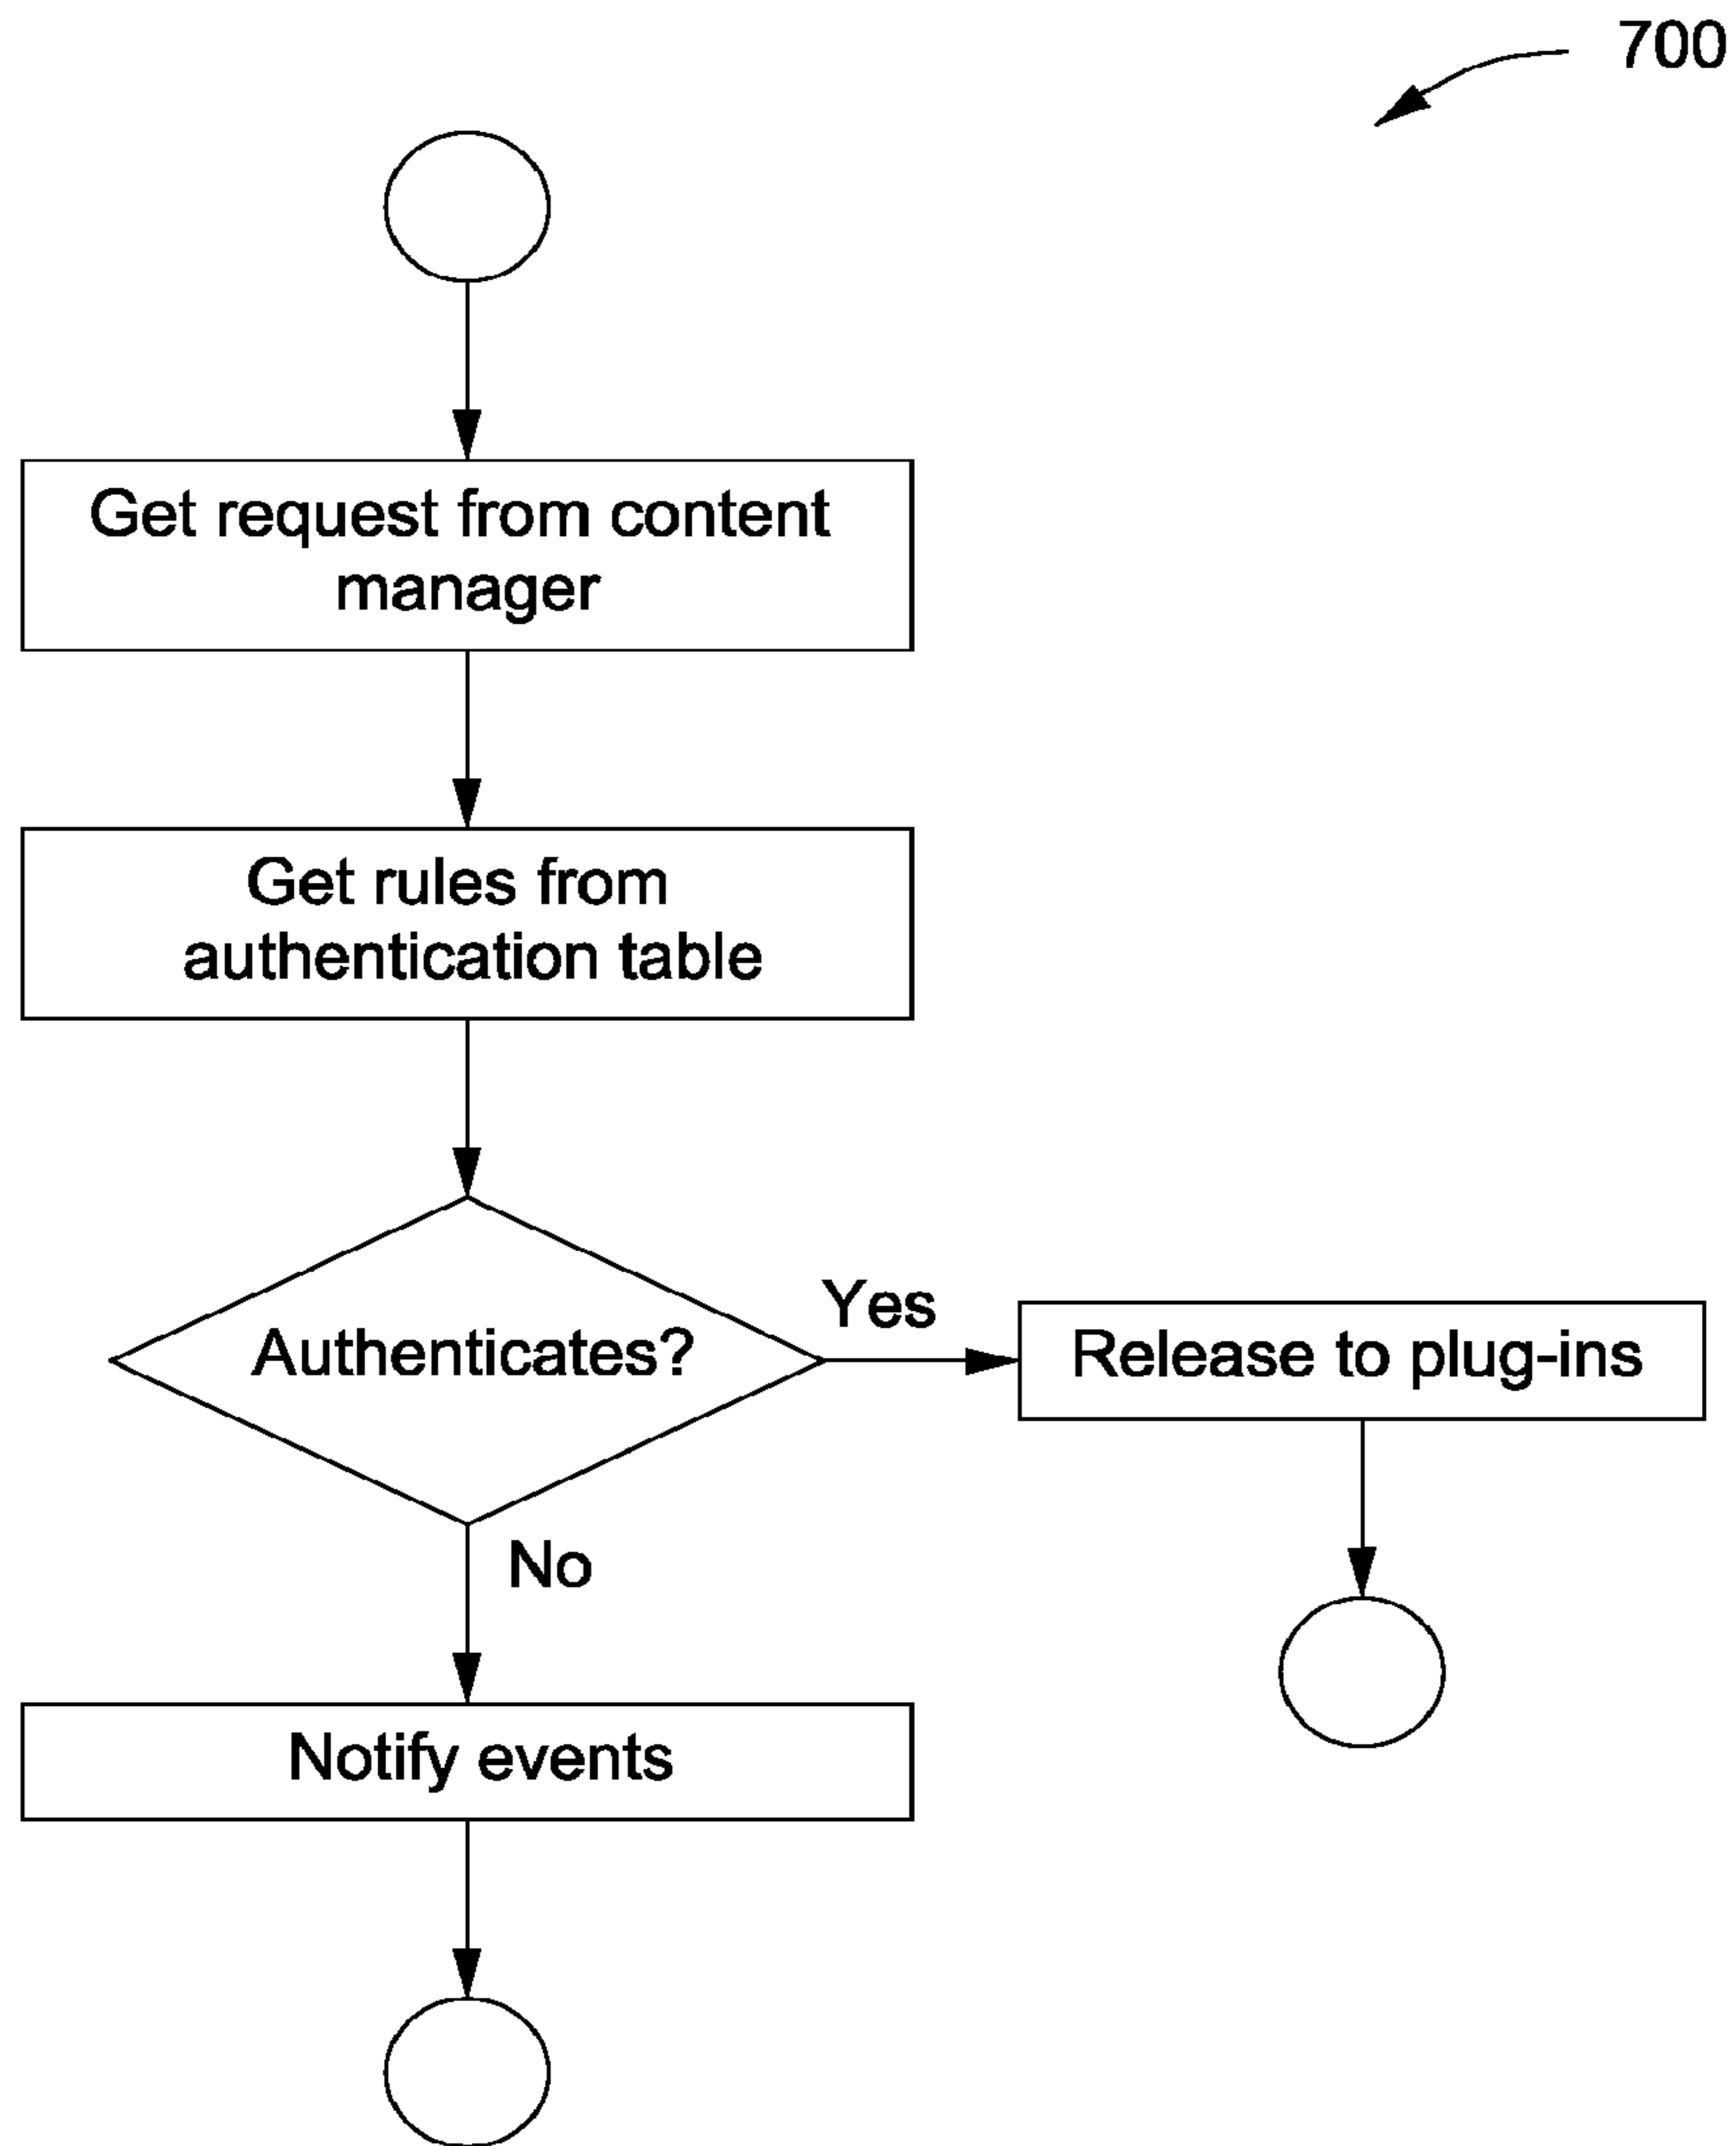 700
Get request from content
manager
Get rules from
authentication table
Authenticates?
Yes
Release to plug-ins
No
Notify events